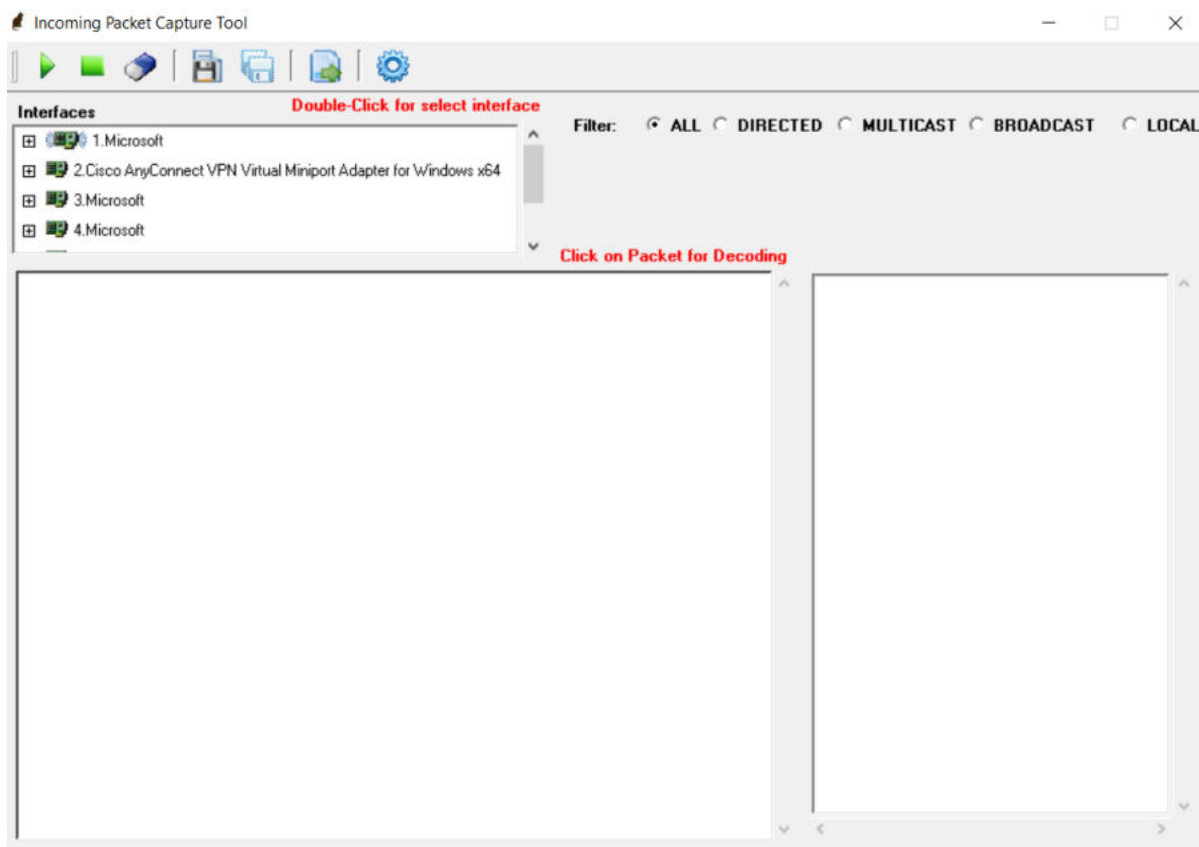 Incoming Packet Capture Tool
Interfaces
Double-Click for select interface
1.Microsoft
2.Cisco AnyConnect VPN Virtual Miniport Adapter for Windows x64
3.Microsoft
4.Microsoft
Filter: ALL DIRECTED MULTICAST BROADCAST LOCAL
Click on Packet for Decoding